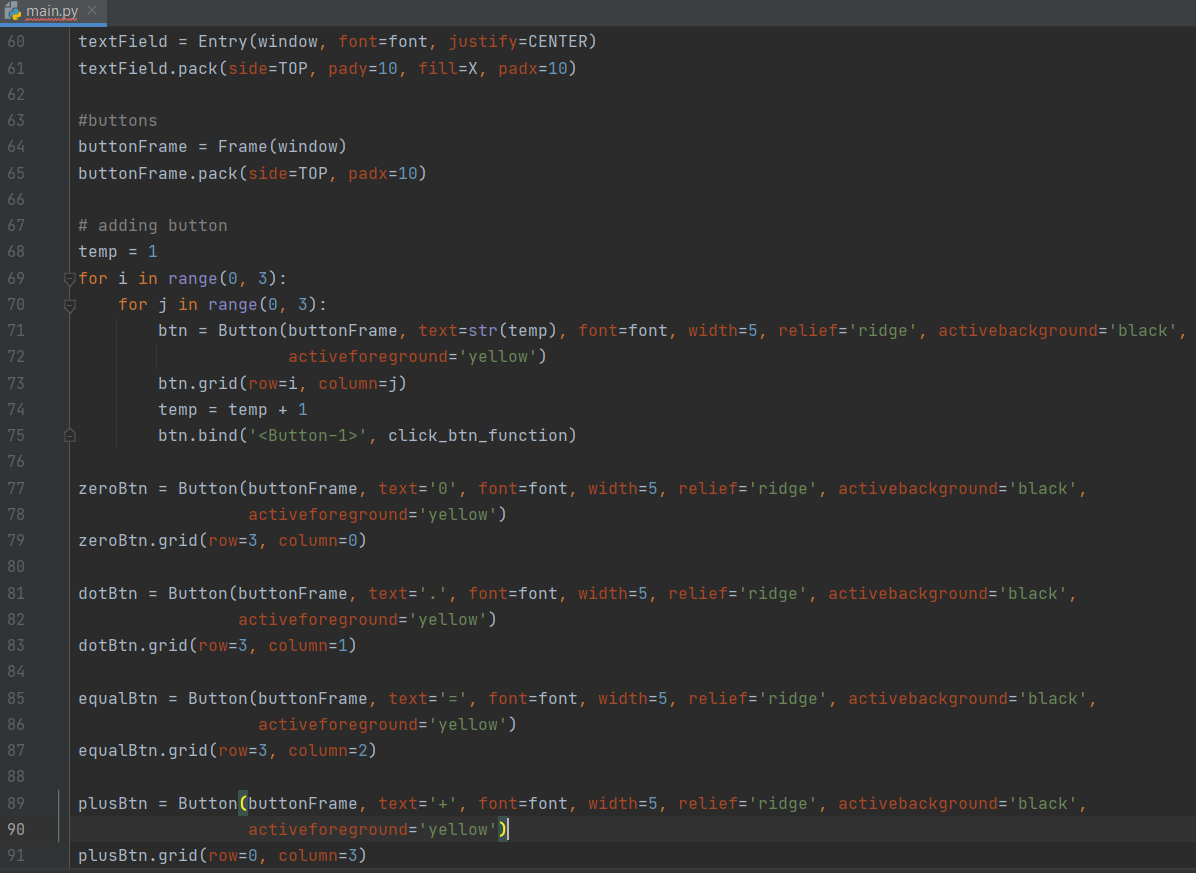 main.py
60 textField = Entry(window, font=font, justify=CENTER)
61 textField.pack(side=TOP, pady=10, fill=X, padx=10)
62
63 #buttons
64 buttonFrame = Frame(window)
65 buttonFrame.pack(side=TOP, padx=10)
66
67 # adding button
68 temp = 1
69 for i in range(0, 3):
70     for j in range(0, 3):
71         btn = Button(buttonFrame, text=str(temp), font=font, width=5, relief='ridge', activebackground='black',
72                      activeforeground='yellow')
73         btn.grid(row=i, column=j)
74         temp = temp + 1
75         btn.bind('<Button-1>', click_btn_function)
76
77 zeroBtn = Button(buttonFrame, text='0', font=font, width=5, relief='ridge', activebackground='black',
78                  activeforeground='yellow')
79 zeroBtn.grid(row=3, column=0)
80
81 dotBtn = Button(buttonFrame, text='.', font=font, width=5, relief='ridge', activebackground='black',
82                 activeforeground='yellow')
83 dotBtn.grid(row=3, column=1)
84
85 equalBtn = Button(buttonFrame, text='=', font=font, width=5, relief='ridge', activebackground='black',
86                   activeforeground='yellow')
87 equalBtn.grid(row=3, column=2)
88
89 plusBtn = Button(buttonFrame, text='+', font=font, width=5, relief='ridge', activebackground='black',
90                  activeforeground='yellow')
91 plusBtn.grid(row=0, column=3)